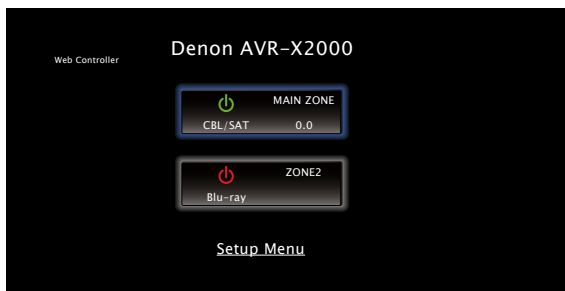 Denon AVR-X2000
Web Controller
MAIN ZONE
CBL/SAT 0.0
ZONE2
Blu-ray
Setup Menu